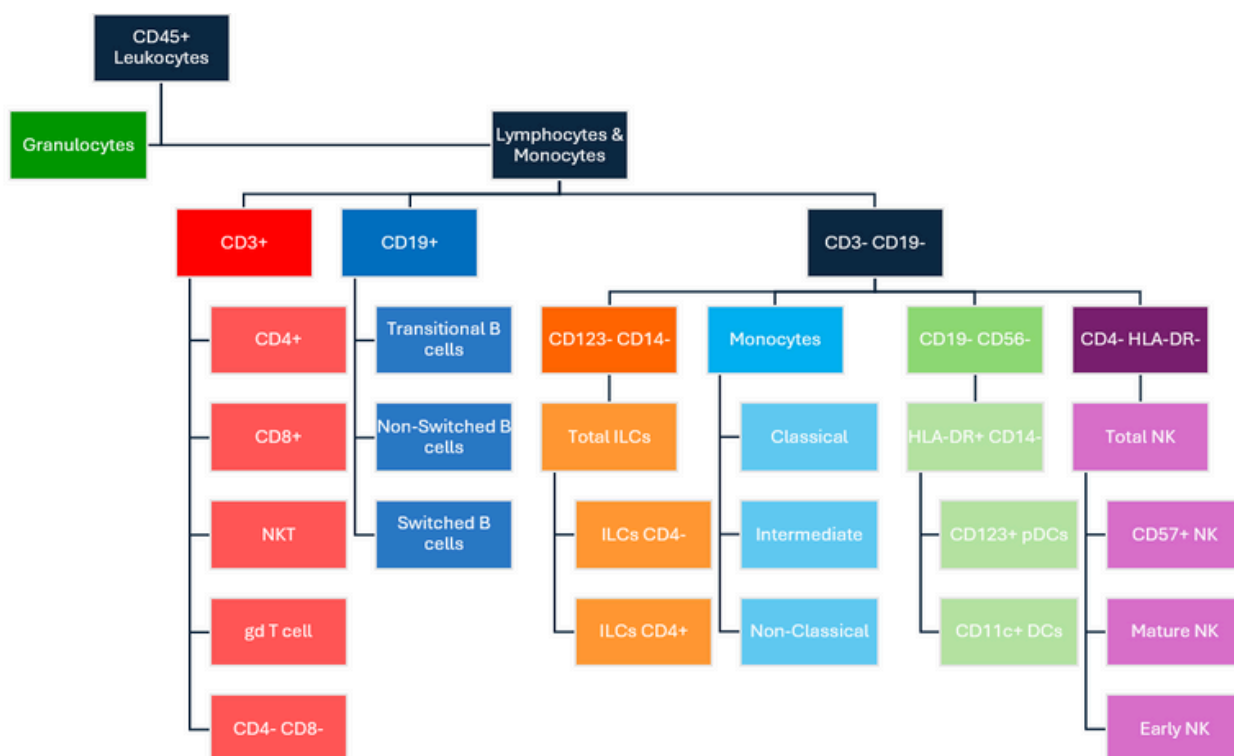 CD45+
Leukocytes
Granulocytes
Lymphocytes &
Monocytes
CD3+
CD19+
CD3- CD19-
CD4+
Transitional B
cells
CD123- CD14-
Monocytes
CD19- CD56-
CD4- HLA-DR-
CD8+
Non-Switched B
cells
Total ILCs
Classical
HLA-DR+ CD14-
Total NK
NKT
Switched B
cells
ILCs CD4-
Intermediate
CD123+ pDCs
CD57+ NK
gd T cell
ILCs CD4+
Non-Classical
CD11c+ DCs
Mature NK
CD4- CD8-
Early NK